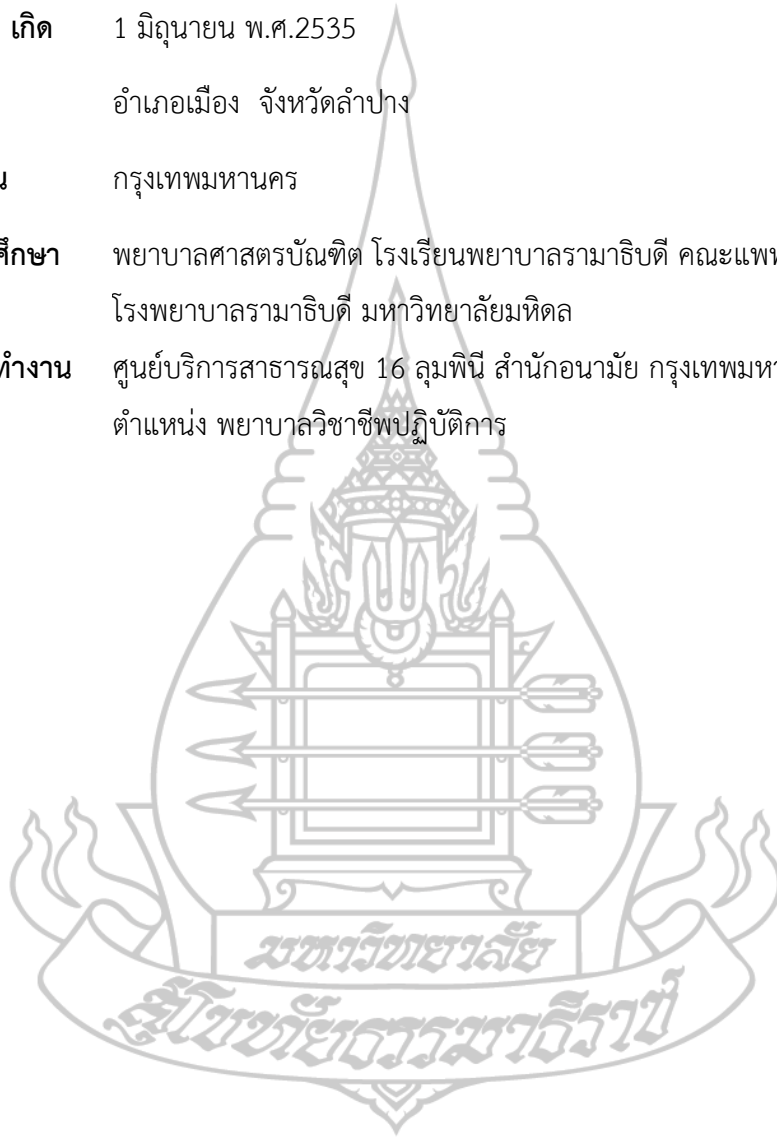 เกิด 1 มิถุนายน พ.ศ.2535
อำเภอเมือง จังหวัดลำปาง
กรุงเทพมหานคร
ศึกษา พยาบาลศาสตรบัณฑิต โรงเรียนพยาบาลรามาธิบดี คณะแพท
โรงพยาบาลรามาธิบดี มหาวิทยาลัยมหิดล
ทำงาน ศูนย์บริการสาธารณสุข 16 ลุมพินี สำนักอนามัย กรุงเทพมหา
ตำแหน่ง พยาบาลวิชาชีพปฏิบัติการ
มหาวิทยาลัย
สุโขทัยธรรมาธิราช